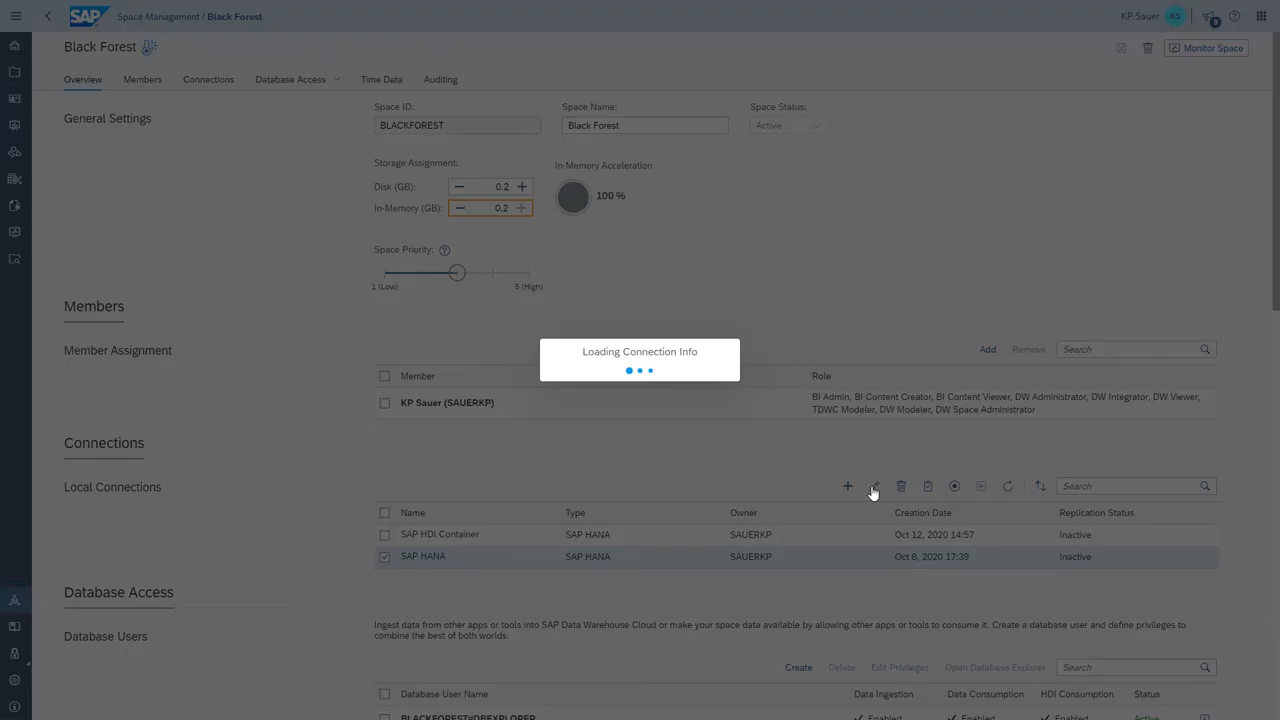 SAP Space Management / Black Forest KP Sauer KS
Black Forest Monitor Space
Overview Members Connections Database Access Time Data Auditing
General Settings
Space ID: Space Name: Space Status:
BLACKFOREST Black Forest Active
Storage Assignment: In-Memory Acceleration
Disk (GB): 0.2
100 %
In-Memory (GB): 0.2
Space Priority:
1 (Low) 5 (High)
Members
Member Assignment Add Remove Search
Loading Connection Info
Member Role
KP Sauer (SAUERKP) BI Admin, BI Content Creator, BI Content Viewer, DW Administrator, DW Integrator, DW Viewer,
TDWC Modeler, DW Modeler, DW Space Administrator
Connections
Local Connections Search
Name Type Owner Creation Date Replication Status
SAP HDI Container SAP HANA SAUERKP Oct 12, 2020 14:57 Inactive
SAP HANA SAP HANA SAUERKP Oct 8, 2020 17:39 Inactive
Database Access
Database Users
Ingest data from other apps or tools into SAP Data Warehouse Cloud or make your space data available by allowing other apps or tools to consume it. Create a database user and define privileges to
combine the best of both worlds.
Create Delete Edit Privileges Open Database Explorer Search
Database User Name Data Ingestion Data Consumption HDI Consumption Status
BLACKFOREST#DBEXPLORER Enabled Enabled Enabled Active